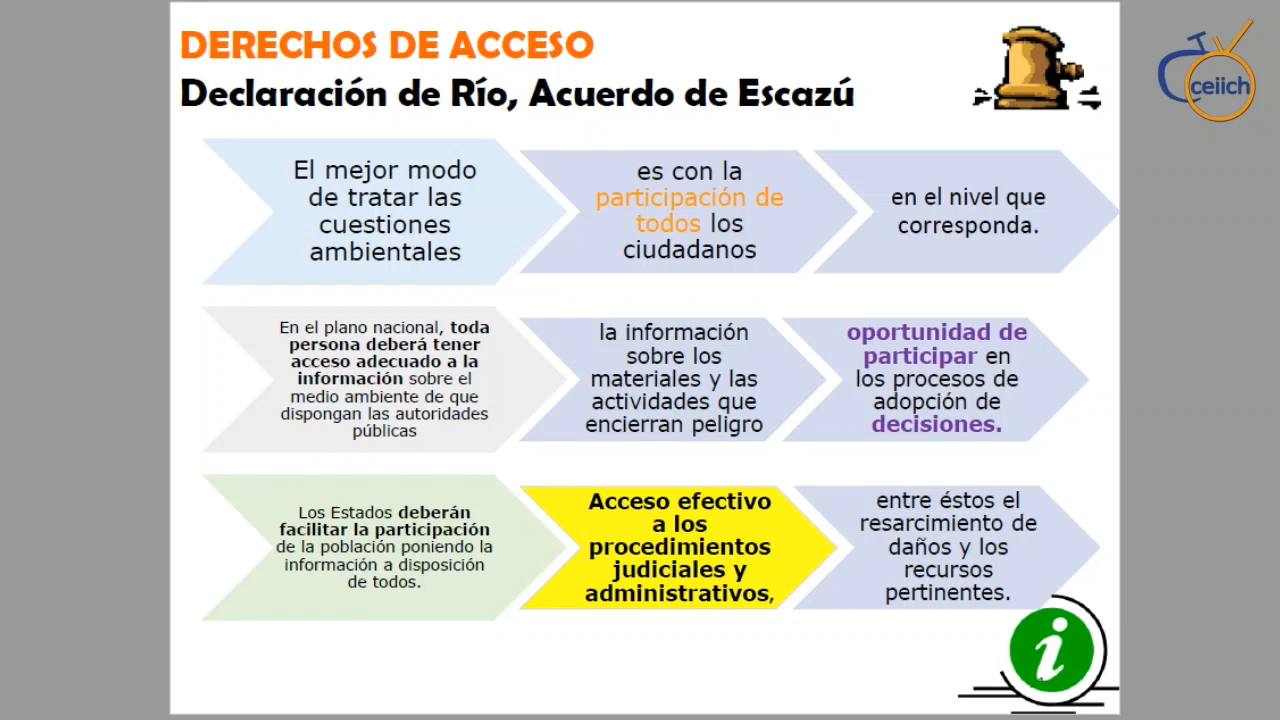 DERECHOS DE ACCESO
Declaración de Río, Acuerdo de Escazú
ceiich
El mejor modo
de tratar las
cuestiones
ambientales
es con la
participación de
todos los
ciudadanos
en el nivel que
corresponda.
En el plano nacional, toda
persona deberá tener
acceso adecuado a la
información sobre el
medio ambiente de que
dispongan las autoridades
públicas
la información
sobre los
materiales y las
actividades que
encierran peligro
oportunidad de
participar en
los procesos de
adopción de
decisiones.
Los Estados deberán
facilitar la participación
de la población poniendo la
información a disposición
de todos.
Acceso efectivo
a los
procedimientos
judiciales y
administrativos,
entre éstos el
resarcimiento de
daños y los
recursos
pertinentes.
i